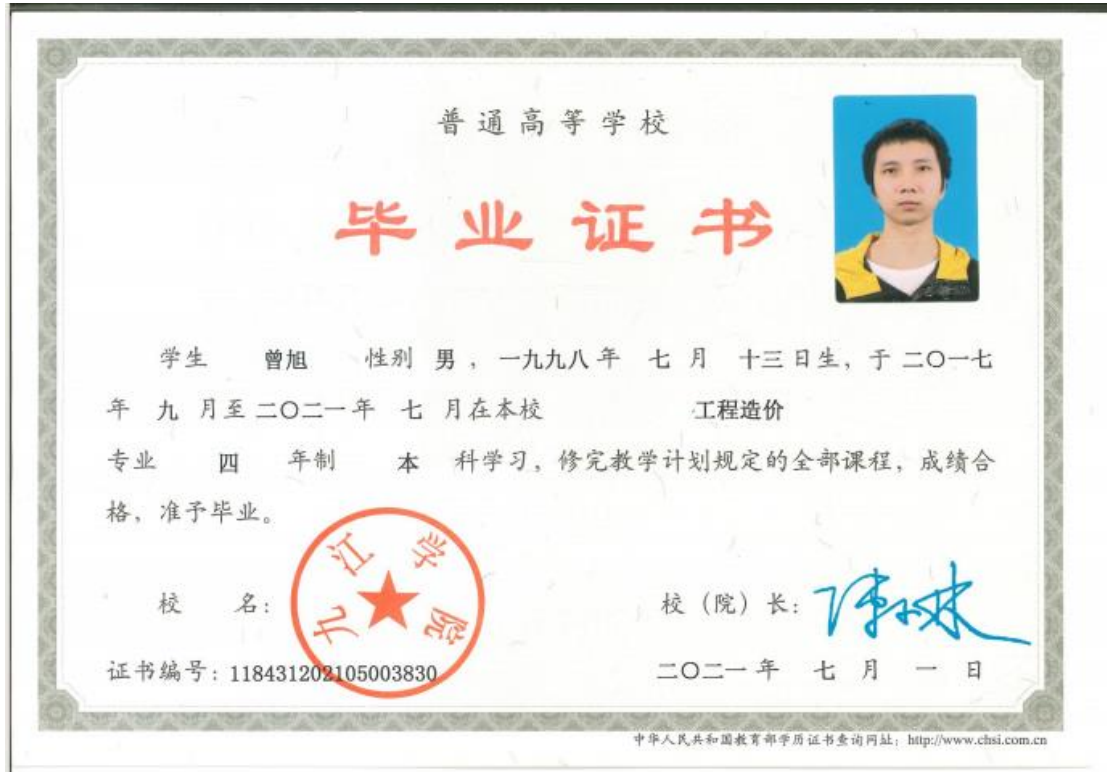 普通高等学校
毕业证书
学生 曾旭 性别 男，一九九八年 七 月 十三日生，于二〇一七
年 九 月至二〇二一年 七 月在本校 工程造价
专业 四 年制 本 科学习，修完教学计划规定的全部课程，成绩合
格，准予毕业。
九江学院
校 名：
校（院）长：
证书编号：118431202105003830
二〇二一年 七 月 一 日
中华人民共和国教育部学历证书查询网址：http://www.chsi.com.cn